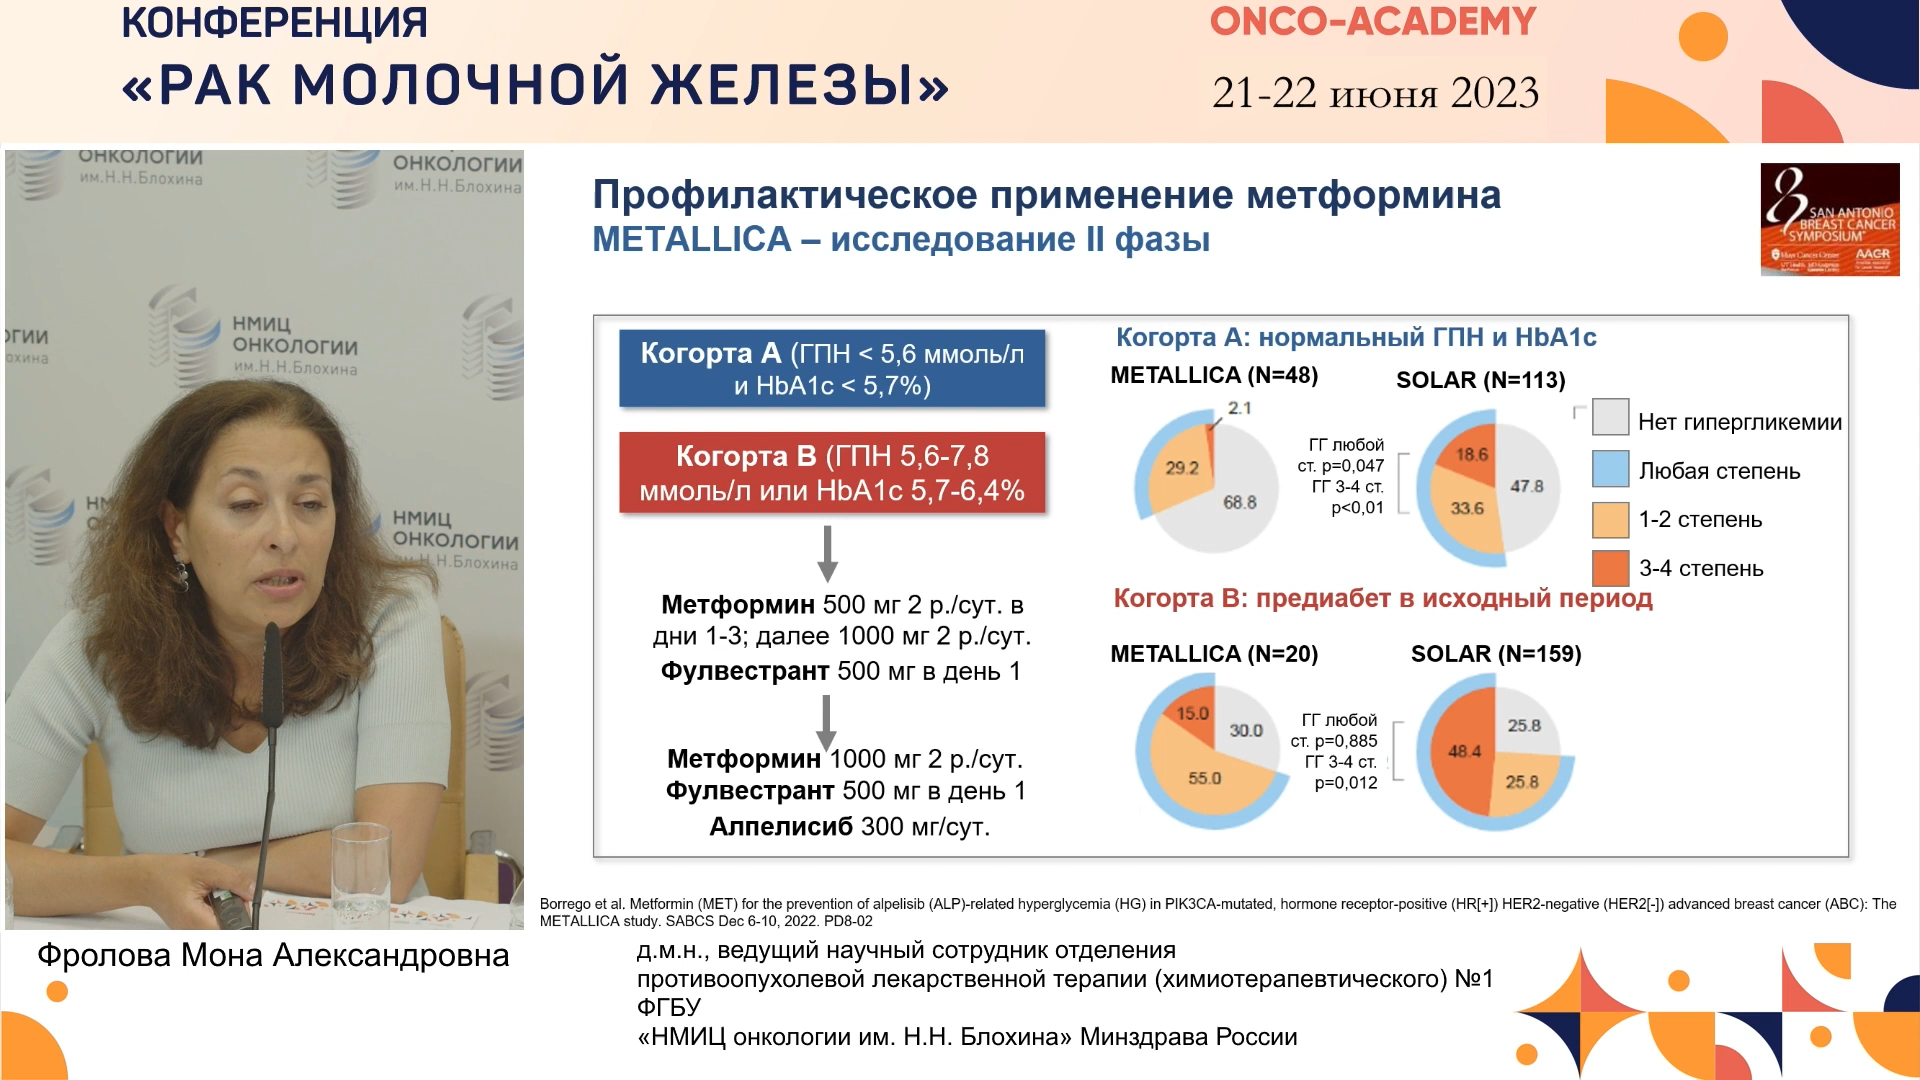 КОНФЕРЕНЦИЯ
«РАК МОЛОЧНОЙ ЖЕЛЕЗЫ»
ONCO-ACADEMY
21-22 июня 2023
ОНКОЛОГИИ
им.Н.Н.Блохина
ОНКОЛОГИИ
им.Н.Н.Блохина
НМИЦ
ОНКОЛОГИИ
им.Н.Н.Блохина
НМИЦ
ОНКОЛОГИИ
им.Н.Н.Блохина
Профилактическое применение метформина
METALLICA – исследование II фазы
SAN ANTONIO
BREAST CANCER
SYMPOSIUM
AACR
Когорта А (ГПН < 5,6 ммоль/л
и HbA1c < 5,7%)
Когорта В (ГПН 5,6-7,8
ммоль/л или HbA1c 5,7-6,4%
Метформин 500 мг 2 р./сут. в
дни 1-3; далее 1000 мг 2 р./сут.
Фулвестрант 500 мг в день 1
Метформин 1000 мг 2 р./сут.
Фулвестрант 500 мг в день 1
Алпелисиб 300 мг/сут.
Когорта А: нормальный ГПН и HbA1c
METALLICA (N=48)
SOLAR (N=113)
2.1
29.2
68.8
ГГ любой
ст. p=0,047
ГГ 3-4 ст.
p<0,01
18.6
47.8
33.6
Нет гипергликемии
Любая степень
1-2 степень
3-4 степень
Когорта В: предиабет в исходный период
METALLICA (N=20)
SOLAR (N=159)
15.0
30.0
55.0
ГГ любой
ст. p=0,885
ГГ 3-4 ст.
p=0,012
25.8
48.4
25.8
Borrego et al. Metformin (MET) for the prevention of alpelisib (ALP)-related hyperglycemia (HG) in PIK3CA-mutated, hormone receptor-positive (HR[+]) HER2-negative (HER2[-]) advanced breast cancer (ABC): The
METALLICA study. SABCS Dec 6-10, 2022. PD8-02
Фролова Мона Александровна
д.м.н., ведущий научный сотрудник отделения
противоопухолевой лекарственной терапии (химиотерапевтического) №1
ФГБУ
«НМИЦ онкологии им. Н.Н. Блохина» Минздрава России